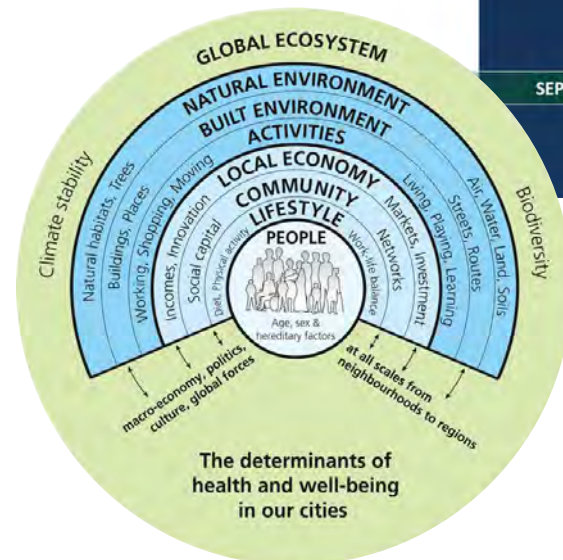 SEP
GLOBAL ECOSYSTEM
NATURAL ENVIRONMENT
BUILT ENVIRONMENT
ACTIVITIES
LOCAL ECONOMY
COMMUNITY
LIFESTYLE
PEOPLE
Age, sex &
hereditary factors
Climate stability
Natural habitats, Trees
Buildings, Places
Working, Shopping, Moving
Incomes, Innovation
Social capital
Diet, Physical activity
Work-life balance
Networks
Markets, Investment
Living, Playing, Learning
Streets, Routes
Air, Water, Land, Soils
Biodiversity
macro-economy, politics,
culture, global forces
at all scales from
neighbourhoods to regions
The determinants of
health and well-being
in our cities